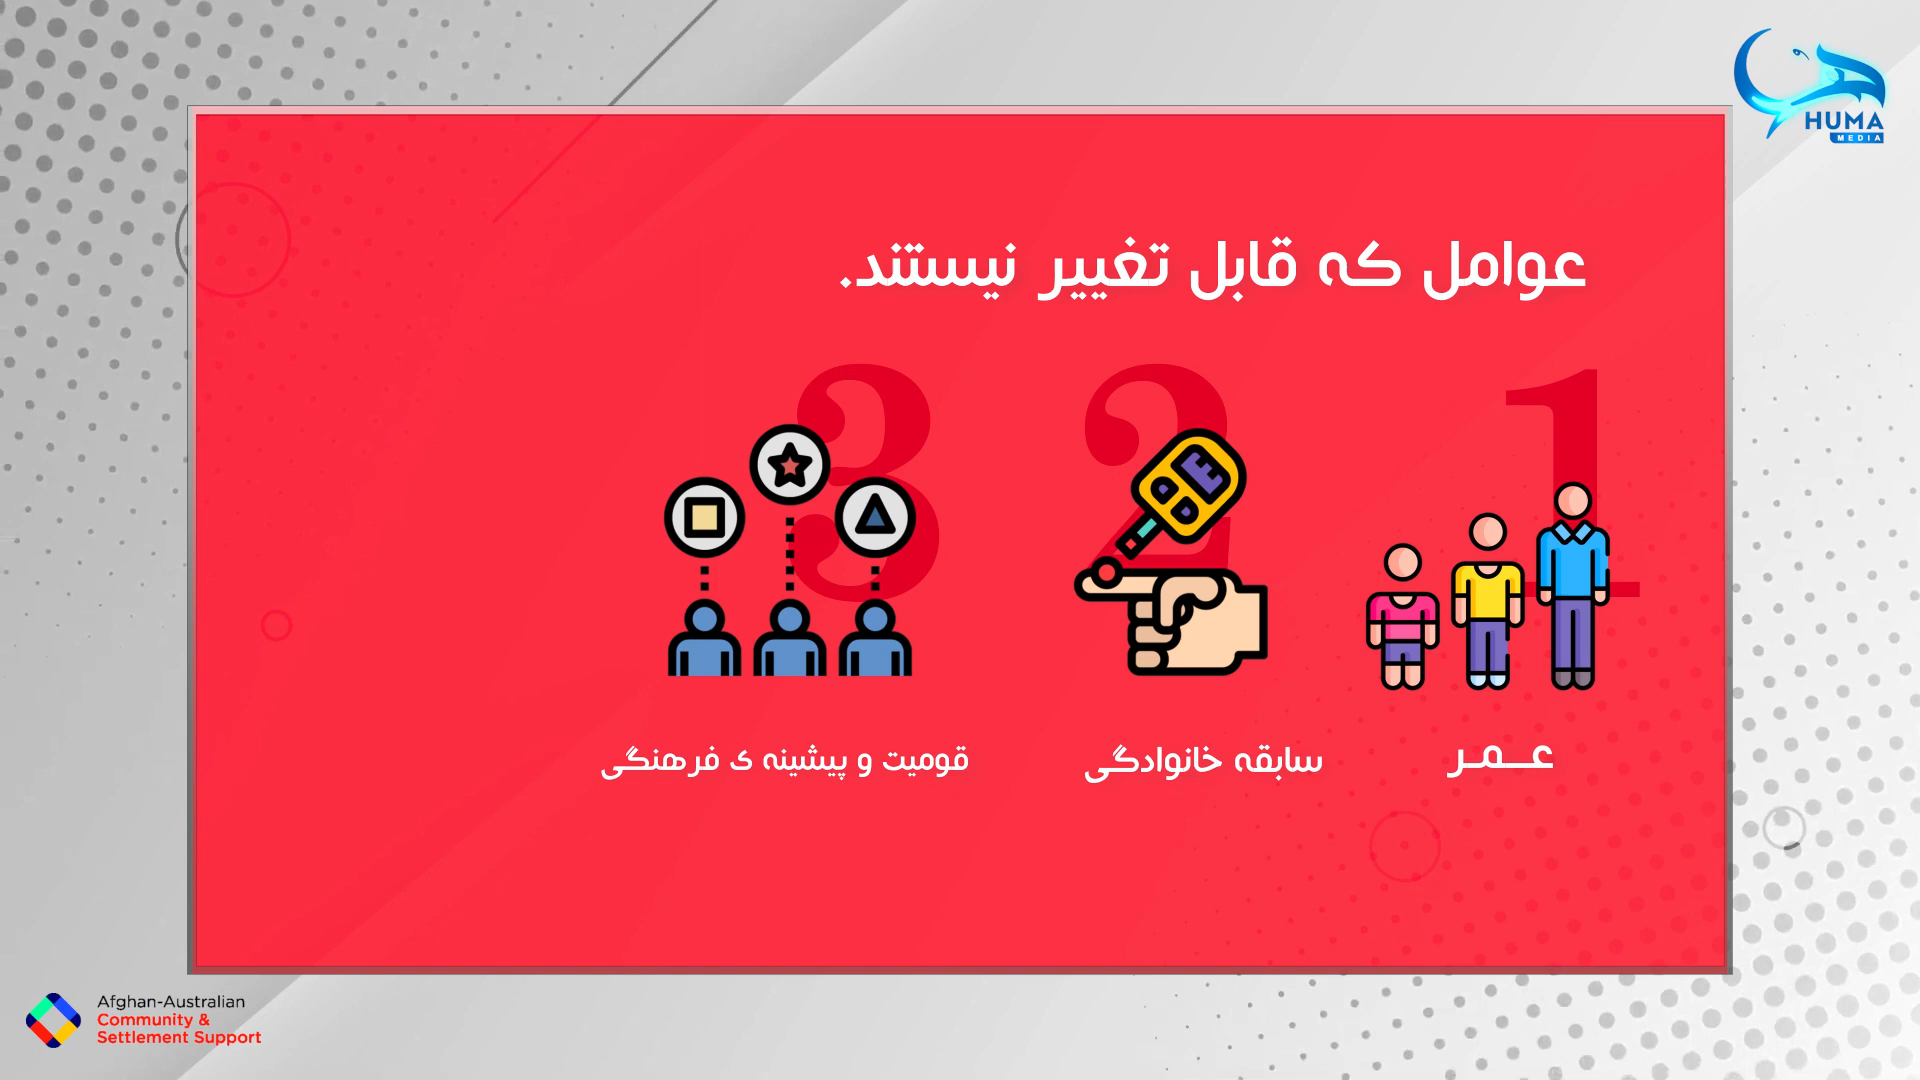 HUMA
MEDIA
عوامل که قابل تغییر نیستند.
1
2
3
عـمـر
سابقه خانوادگی
قومیت و پیشینه ی فرهنگی
Afghan-Australian
Community &
Settlement Support